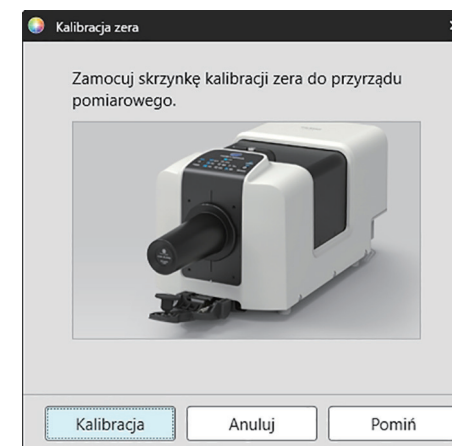 Kalibracja zera
Zamocuj skrzynkę kalibracji zera do przyrządu
pomiarowego.
Kalibracja
Anuluj
Pomiń